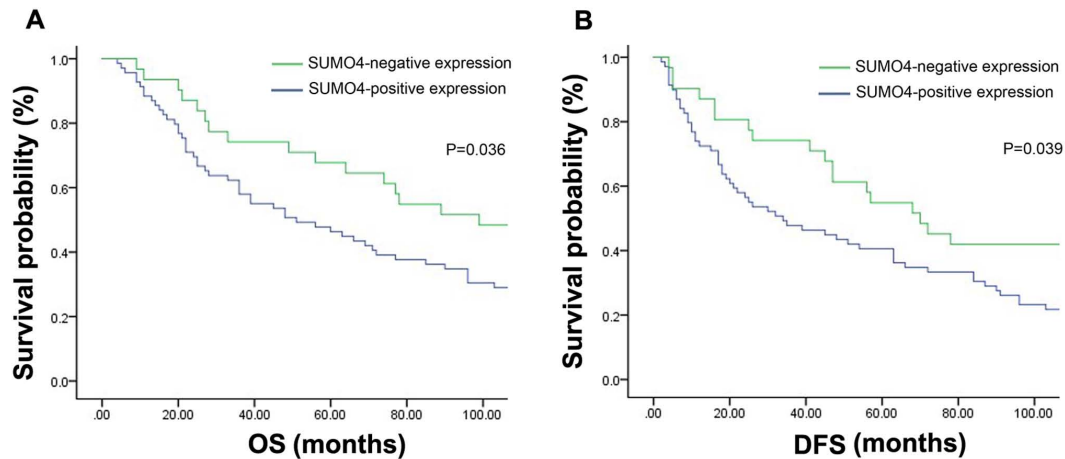 A
SUMO4-negative expression
SUMO4-positive expression
P=0.036
Survival probability (%)
1.0
0.8
0.6
0.4
0.2
0.0
.00 20.00 40.00 60.00 80.00 100.00
OS (months)
B
SUMO4-negative expression
SUMO4-positive expression
P=0.039
Survival probability (%)
1.0
0.8
0.6
0.4
0.2
0.0
.00 20.00 40.00 60.00 80.00 100.00
DFS (months)